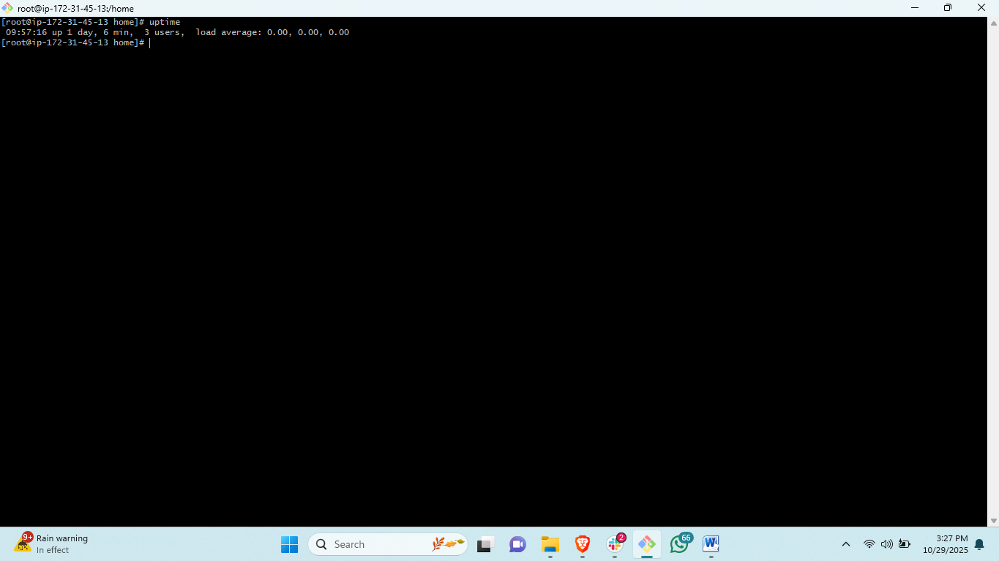 root@ip-172-31-45-13:/home
[root@ip-172-31-45-13 home]# uptime
 09:57:16 up 1 day, 6 min,  3 users,  load average: 0.00, 0.00, 0.00
[root@ip-172-31-45-13 home]#
9+
Rain warning
In effect
Search
2
66
W
3:27 PM
10/29/2025